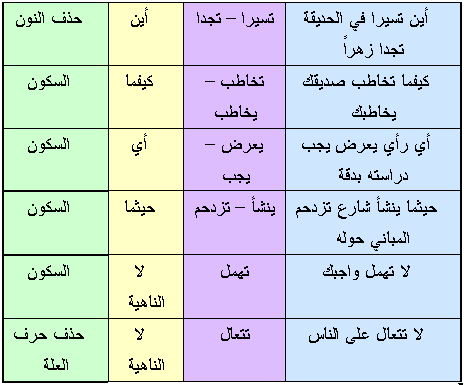 أين تسيرا في الحديقة
تجدا زهراً
تسيرا – تجدا
أين
حذف النون
كيفما تخاطب صديقك
يخاطبك
تخاطب –
يخاطب
كيفما
السكون
أي رأي يعرض يجب
دراسته بدقة
يعرض –
يجب
أي
السكون
حيثما ينشأ شارع تزدحم
المباني حوله
ينشأ – تزدحم
حيثما
السكون
لا تهمل واجبك
تهمل
لا
الناهية
السكون
لا تتعال على الناس
تتعال
لا
الناهية
حذف حرف
العلة